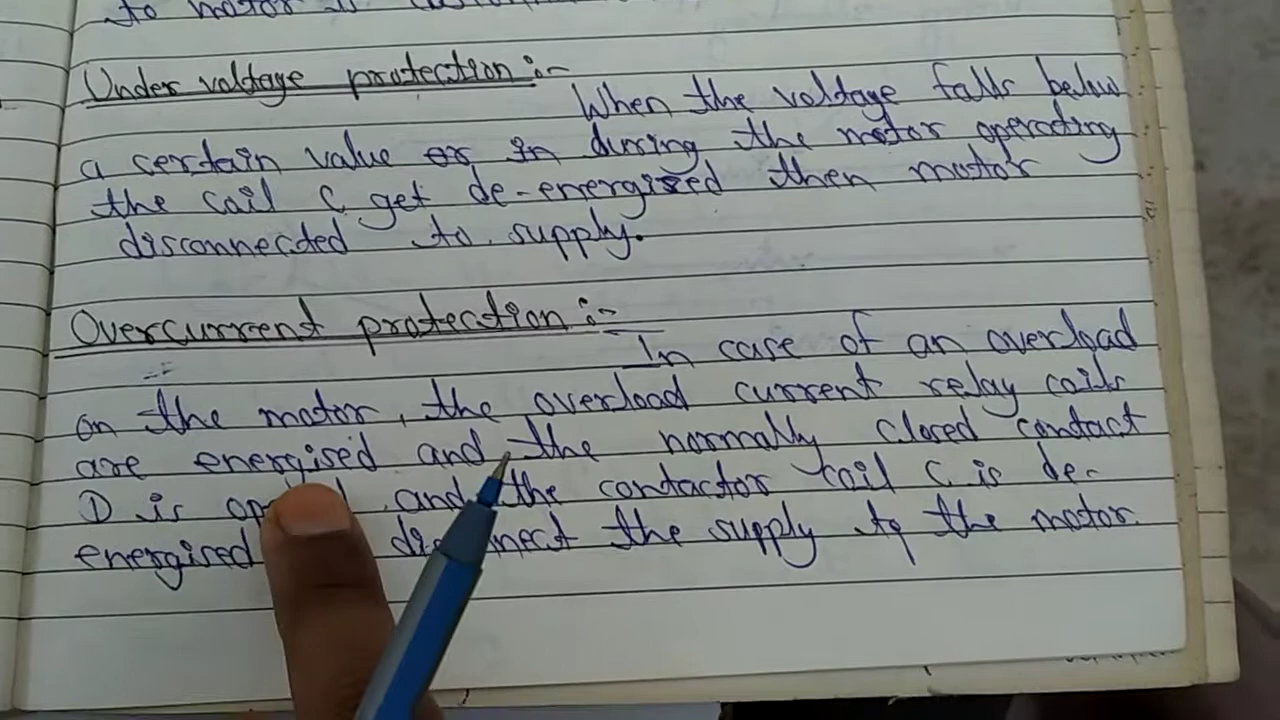 to motor is
Under voltage protection :-
When the voltage falls below
a certain value or in during the motor operating
the coil C get de-energised then motor
disconnected to supply.
Overcurrent protection :-
In case of an overload
on the motor, the overload current relay coils
are energised and the normally closed contact
D is and the contactor coil C is de-
energised the supply to the motor.